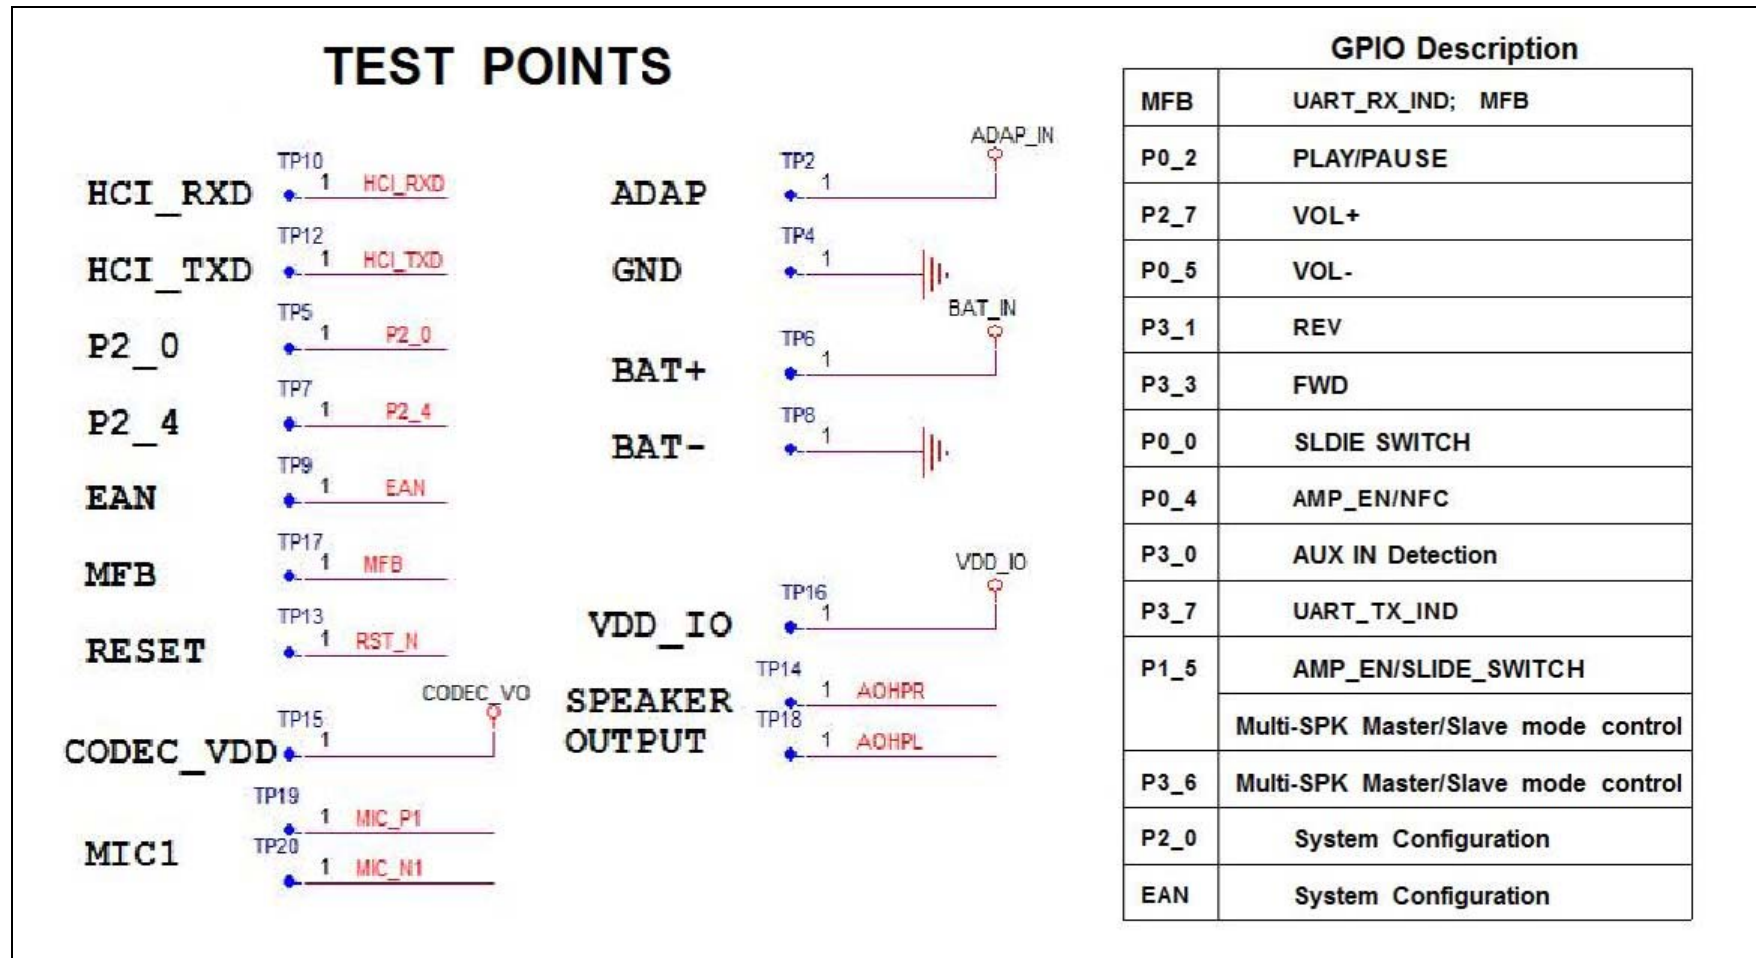 TEST POINTS
TP10
HCI_RXD 1 HCI_RXD
TP12
HCI_TXD 1 HCI_TXD
TP5
P2_0 1 P2_0
TP7
P2_4 1 P2_4
TP9
EAN 1 EAN
TP17
MFB 1 MFB
TP13
RESET 1 RST_N
CODEC_VO
TP15
CODEC_VDD 1
TP19
1 MIC_P1
MIC1
TP20
1 MIC_N1
ADAP_IN
TP2
ADAP 1
TP4
GND 1
BAT_IN
TP6
BAT+ 1
TP8
BAT- 1
VDD_IO
TP16
VDD_IO 1
TP14
SPEAKER 1 AOHPR
TP18
OUTPUT 1 AOHPL
GPIO Description
MFB UART_RX_IND; MFB
P0_2 PLAY/PAUSE
P2_7 VOL+
P0_5 VOL-
P3_1 REV
P3_3 FWD
P0_0 SLDIE SWITCH
P0_4 AMP_EN/NFC
P3_0 AUX IN Detection
P3_7 UART_TX_IND
P1_5 AMP_EN/SLIDE_SWITCH
Multi-SPK Master/Slave mode control
P3_6 Multi-SPK Master/Slave mode control
P2_0 System Configuration
EAN System Configuration